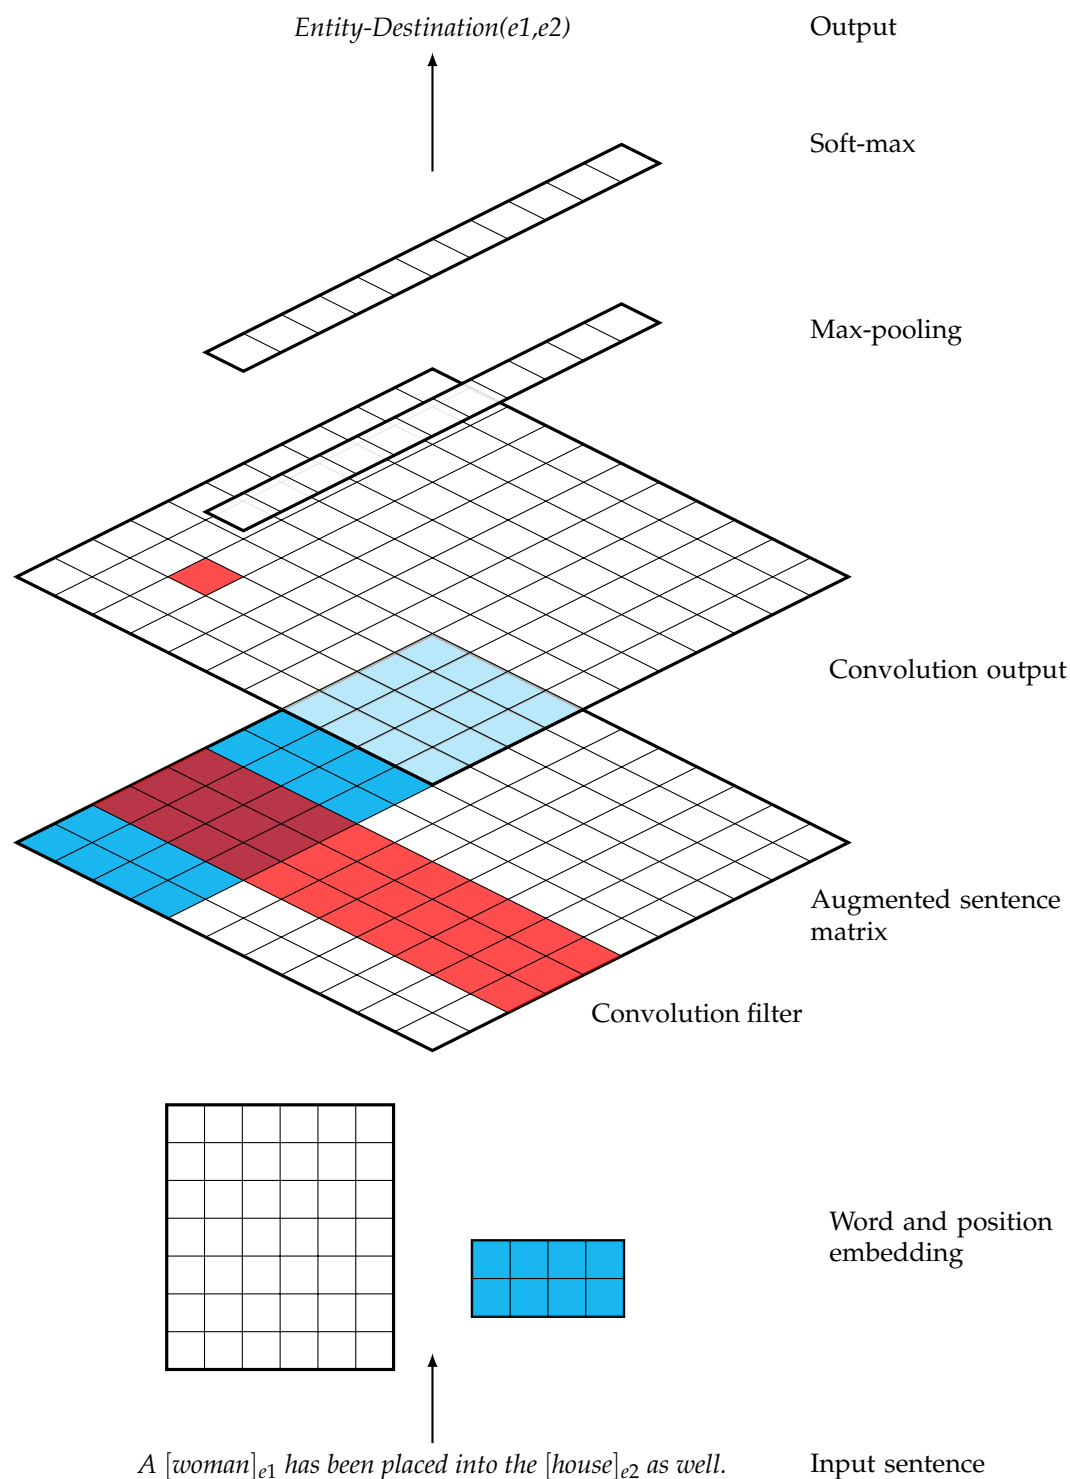 Entity-Destination(e1,e2)
Output
Soft-max
Max-pooling
Convolution output
Augmented sentence
matrix
Convolution filter
Word and position
embedding
A [woman]e1 has been placed into the [house]e2 as well.
Input sentence